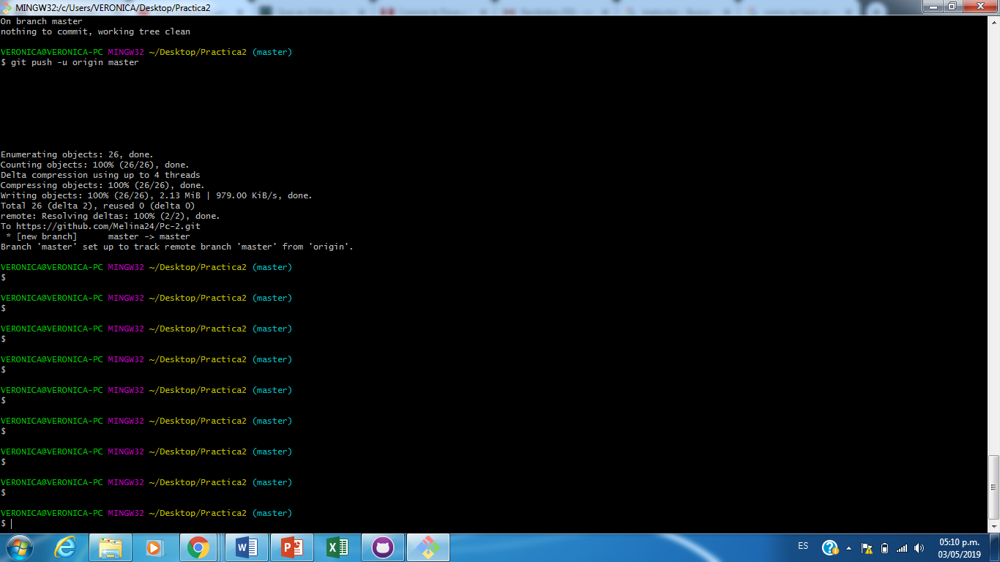 MINGW32:/c/Users/VERONICA/Desktop/Practica2
On branch master
nothing to commit, working tree clean
VERONICA@VERONICA-PC MINGW32 ~/Desktop/Practica2 (master)
$ git push -u origin master
Enumerating objects: 26, done.
Counting objects: 100% (26/26), done.
Delta compression using up to 4 threads
Compressing objects: 100% (26/26), done.
Writing objects: 100% (26/26), 2.13 MiB | 979.00 KiB/s, done.
Total 26 (delta 2), reused 0 (delta 0)
remote: Resolving deltas: 100% (2/2), done.
To https://github.com/Melina24/Pc-2.git
 * [new branch]      master -> master
Branch 'master' set up to track remote branch 'master' from 'origin'.
VERONICA@VERONICA-PC MINGW32 ~/Desktop/Practica2 (master)
$
VERONICA@VERONICA-PC MINGW32 ~/Desktop/Practica2 (master)
$
VERONICA@VERONICA-PC MINGW32 ~/Desktop/Practica2 (master)
$
VERONICA@VERONICA-PC MINGW32 ~/Desktop/Practica2 (master)
$
VERONICA@VERONICA-PC MINGW32 ~/Desktop/Practica2 (master)
$
VERONICA@VERONICA-PC MINGW32 ~/Desktop/Practica2 (master)
$
VERONICA@VERONICA-PC MINGW32 ~/Desktop/Practica2 (master)
$
VERONICA@VERONICA-PC MINGW32 ~/Desktop/Practica2 (master)
$
VERONICA@VERONICA-PC MINGW32 ~/Desktop/Practica2 (master)
$
ES
05:10 p.m.
03/05/2019